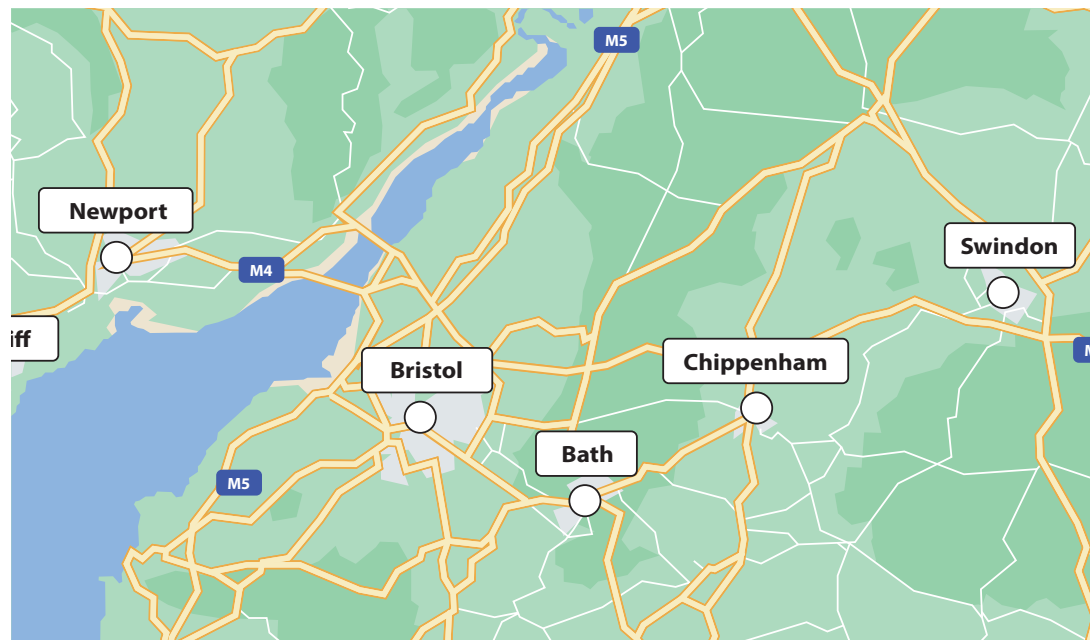 M5
Newport
Swindon
M4
iff
Bristol
Chippenham
M
Bath
M5